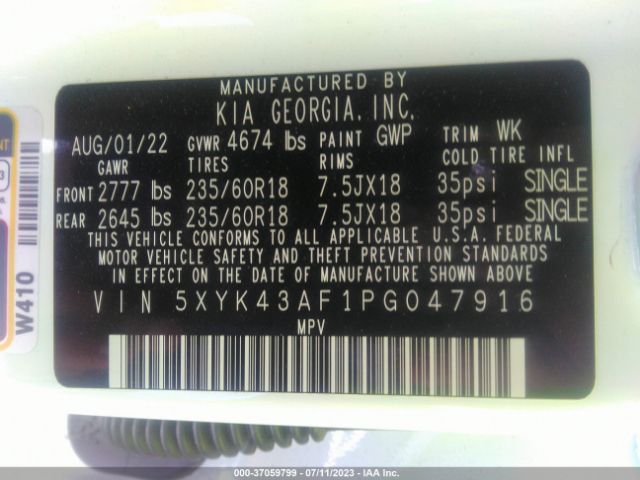 MANUFACTURED BY
KIA GEORGIA, INC.
AUG/01/22 GVWR 4674 lbs PAINT GWP TRIM WK
GAWR TIRES RIMS COLD TIRE INFL
FRONT 2777 lbs 235/60R18 7.5JX18 35psi SINGLE
REAR 2645 lbs 235/60R18 7.5JX18 35psi SINGLE
THIS VEHICLE CONFORMS TO ALL APPLICABLE U.S.A. FEDERAL
MOTOR VEHICLE SAFETY AND THEFT PREVENTION STANDARDS
IN EFFECT ON THE DATE OF MANUFACTURE SHOWN ABOVE.
VIN 5XYK43AF1PG047916
MPV
W410
000-37059799 - 07/11/2023 - IAA Inc.